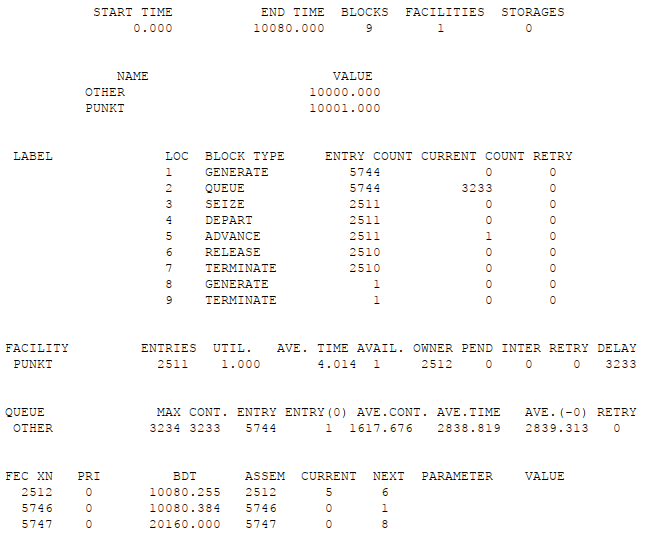 START TIME END TIME BLOCKS FACILITIES STORAGES
0.000 10080.000 9 1 0
NAME VALUE
OTHER 10000.000
PUNKT 10001.000
LABEL LOC BLOCK TYPE ENTRY COUNT CURRENT COUNT RETRY
1 GENERATE 5744 0 0
2 QUEUE 5744 3233 0
3 SEIZE 2511 0 0
4 DEPART 2511 0 0
5 ADVANCE 2511 1 0
6 RELEASE 2510 0 0
7 TERMINATE 2510 0 0
8 GENERATE 1 0 0
9 TERMINATE 1 0 0
FACILITY ENTRIES UTIL. AVE. TIME AVAIL. OWNER PEND INTER RETRY DELAY
PUNKT 2511 1.000 4.014 1 2512 0 0 0 3233
QUEUE MAX CONT. ENTRY ENTRY(0) AVE.CONT. AVE.TIME AVE.(-0) RETRY
OTHER 3234 3233 5744 1 1617.676 2838.819 2839.313 0
FEC XN PRI BDT ASSEM CURRENT NEXT PARAMETER VALUE
2512 0 10080.255 2512 5 6
5746 0 10080.384 5746 0 1
5747 0 20160.000 5747 0 8